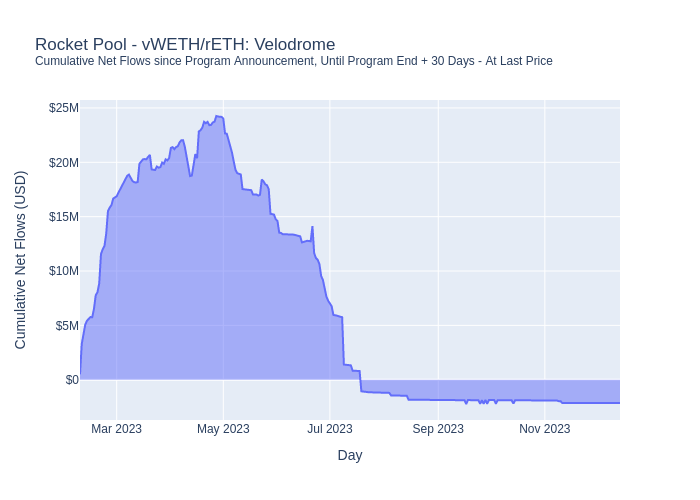 Rocket Pool - vWETH/rETH: Velodrome
Cumulative Net Flows since Program Announcement, Until Program End + 30 Days - At Last Price
Cumulative Net Flows (USD)
$25M
$20M
$15M
$10M
$5M
$0
Mar 2023
May 2023
Jul 2023
Sep 2023
Nov 2023
Day